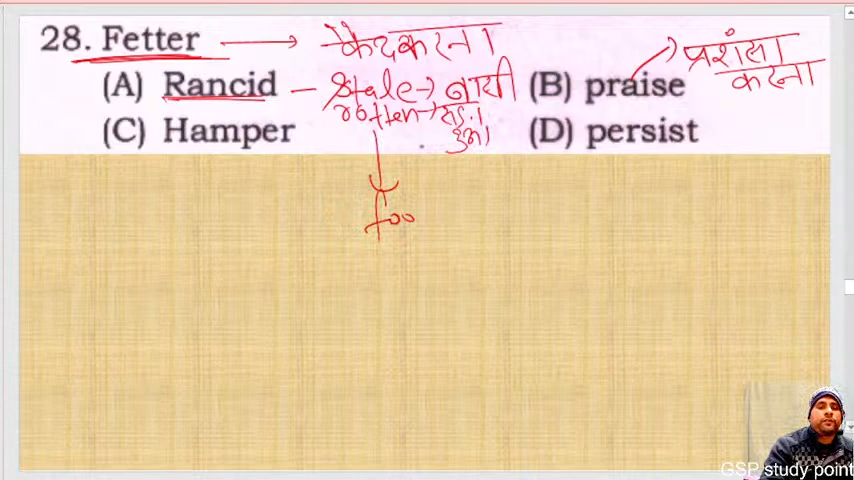 28. Fetter → कैद करना
प्रशंसा करना
(A) Rancid - Stale → बासी (B) praise
rotten → सड़ा हुआ
(C) Hamper (D) persist
foo
GSP study point